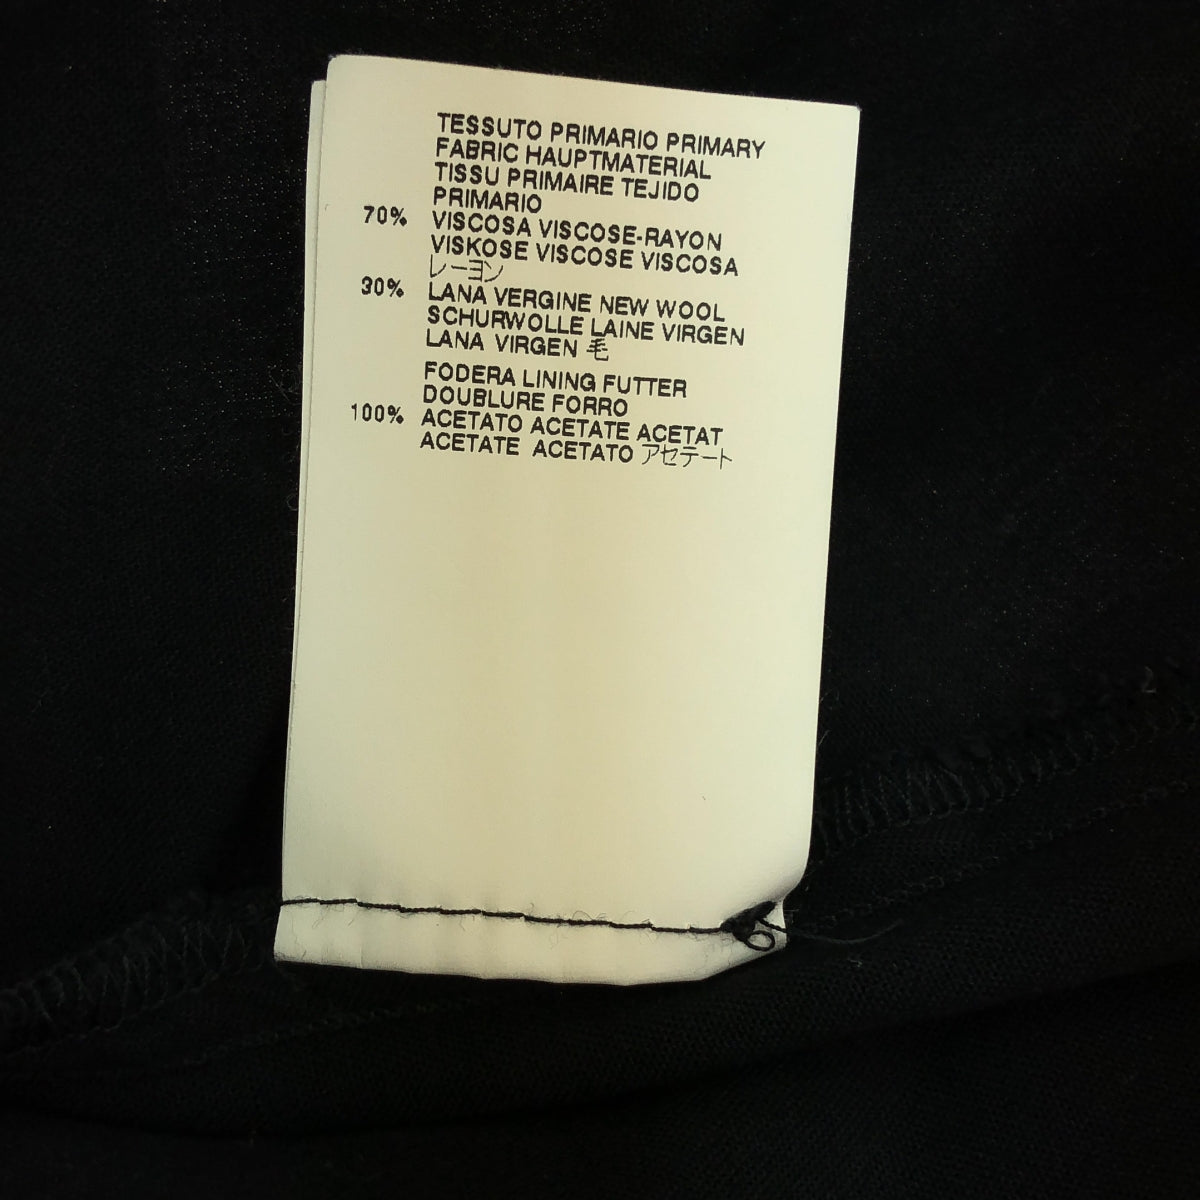 TESSUTO PRIMARIO PRIMARY
FABRIC HAUPTMATERIAL
TISSU PRIMAIRE TEJIDO
PRIMARIO
70% VISCOSA VISCOSE-RAYON
VISKOSE VISCOSE VISCOSA
レーヨン
30% LANA VERGINE NEW WOOL
SCHURWOLLE LAINE VIRGEN
LANA VIRGEN 毛
FODERA LINING FUTTER
DOUBLURE FORRO
100% ACETATO ACETATE ACETAT
ACETATE ACETATO アセテート